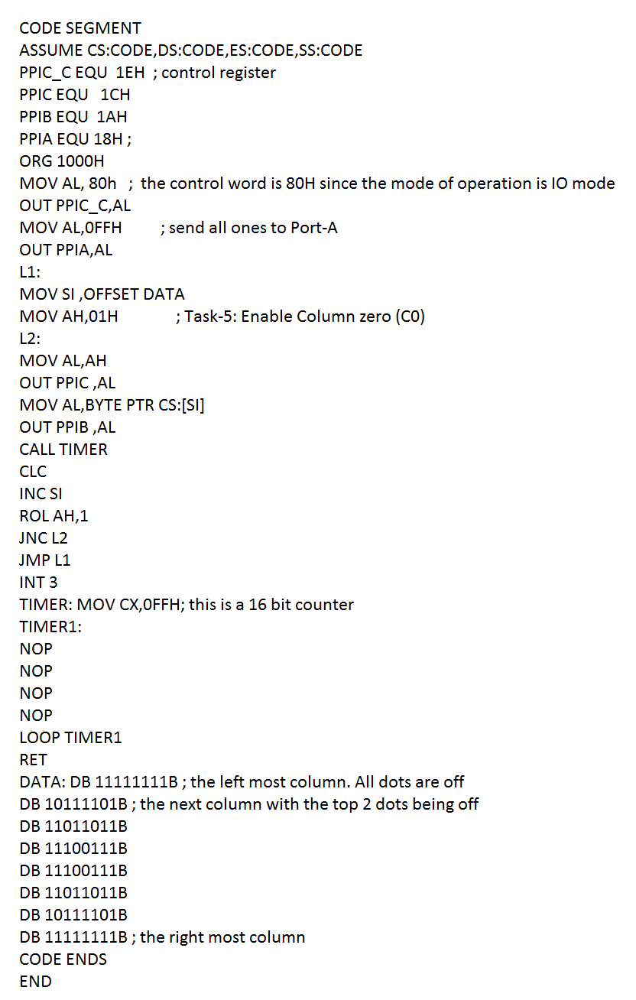 CODE SEGMENT
ASSUME CS:CODE,DS:CODE,ES:CODE,SS:CODE
PPIC_C EQU  1EH  ; control register
PPIC EQU   1CH
PPIB EQU  1AH
PPIA EQU 18H ;
ORG 1000H
MOV AL, 80h   ;  the control word is 80H since the mode of operation is IO mode
OUT PPIC_C,AL
MOV AL,0FFH         ; send all ones to Port-A
OUT PPIA,AL
L1:
MOV SI ,OFFSET DATA
MOV AH,01H              ; Task-5: Enable Column zero (C0)
L2:
MOV AL,AH
OUT PPIC ,AL
MOV AL,BYTE PTR CS:[SI]
OUT PPIB ,AL
CALL TIMER
CLC
INC SI
ROL AH,1
JNC L2
JMP L1
INT 3
TIMER: MOV CX,0FFH; this is a 16 bit counter
TIMER1:
NOP
NOP
NOP
NOP
LOOP TIMER1
RET
DATA: DB 11111111B ; the left most column. All dots are off
DB 10111101B ; the next column with the top 2 dots being off
DB 11011011B
DB 11100111B
DB 11100111B
DB 11011011B
DB 10111101B
DB 11111111B ; the right most column
CODE ENDS
END